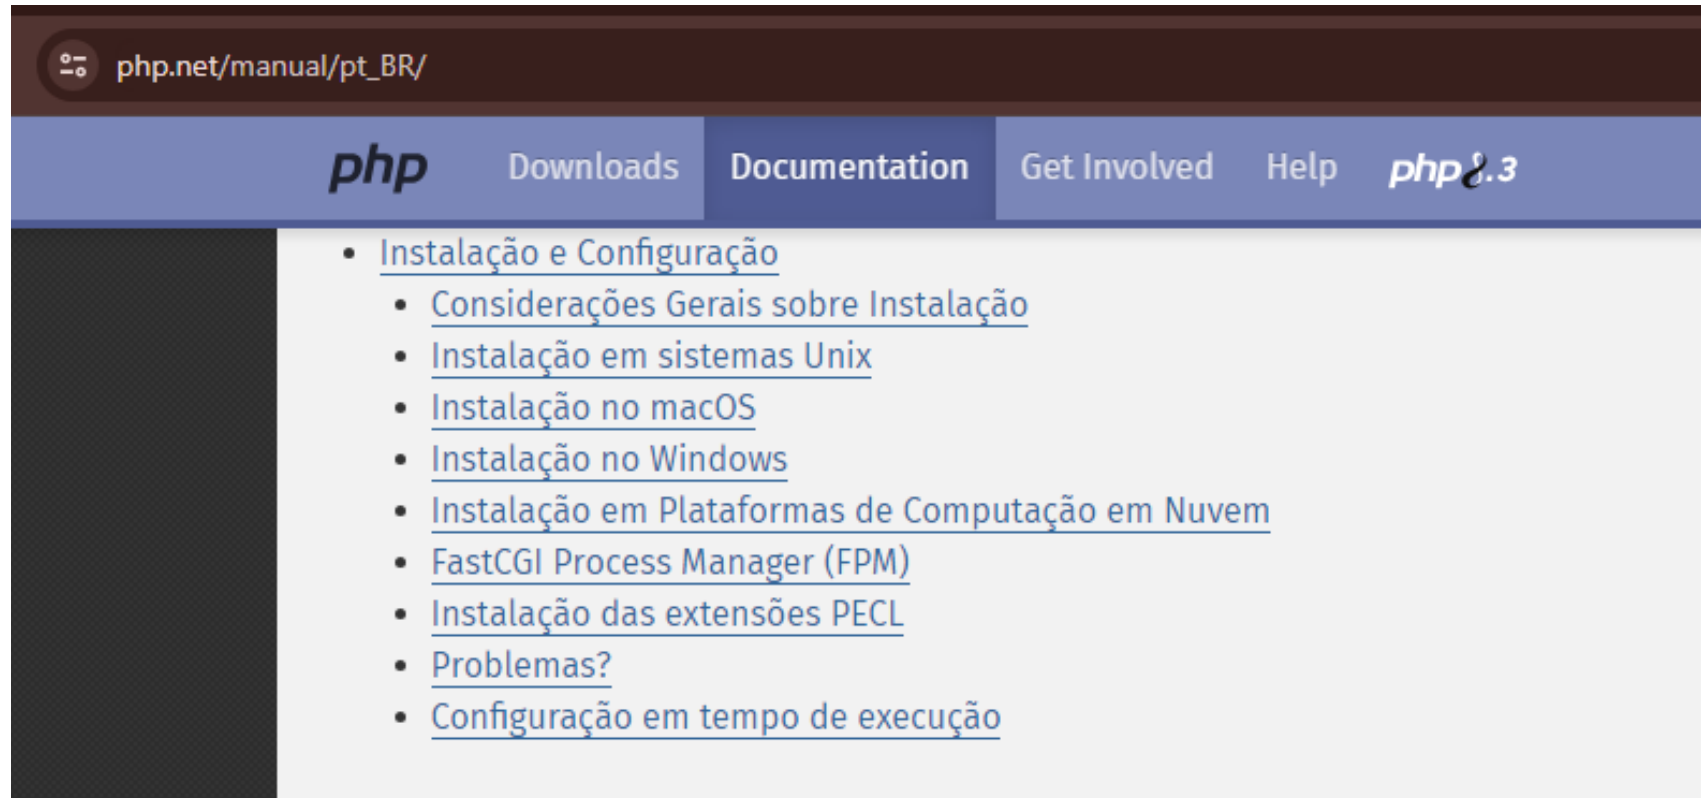 php.net/manual/pt_BR/
php Downloads Documentation Get Involved Help php8.3
Instalação e Configuração
Considerações Gerais sobre Instalação
Instalação em sistemas Unix
Instalação no macOS
Instalação no Windows
Instalação em Plataformas de Computação em Nuvem
FastCGI Process Manager (FPM)
Instalação das extensões PECL
Problemas?
Configuração em tempo de execução